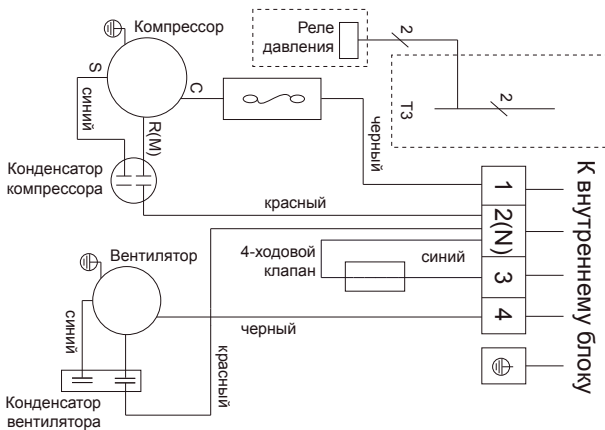 Компрессор
Реле
давления
2
2
Т3
S
C
синий
R(M)
черный
Конденсатор
компрессора
красный
1
2(N)
3
4
К внутреннему блоку
4-ходовой
клапан
синий
Вентилятор
черный
синий
красный
Конденсатор
вентилятора